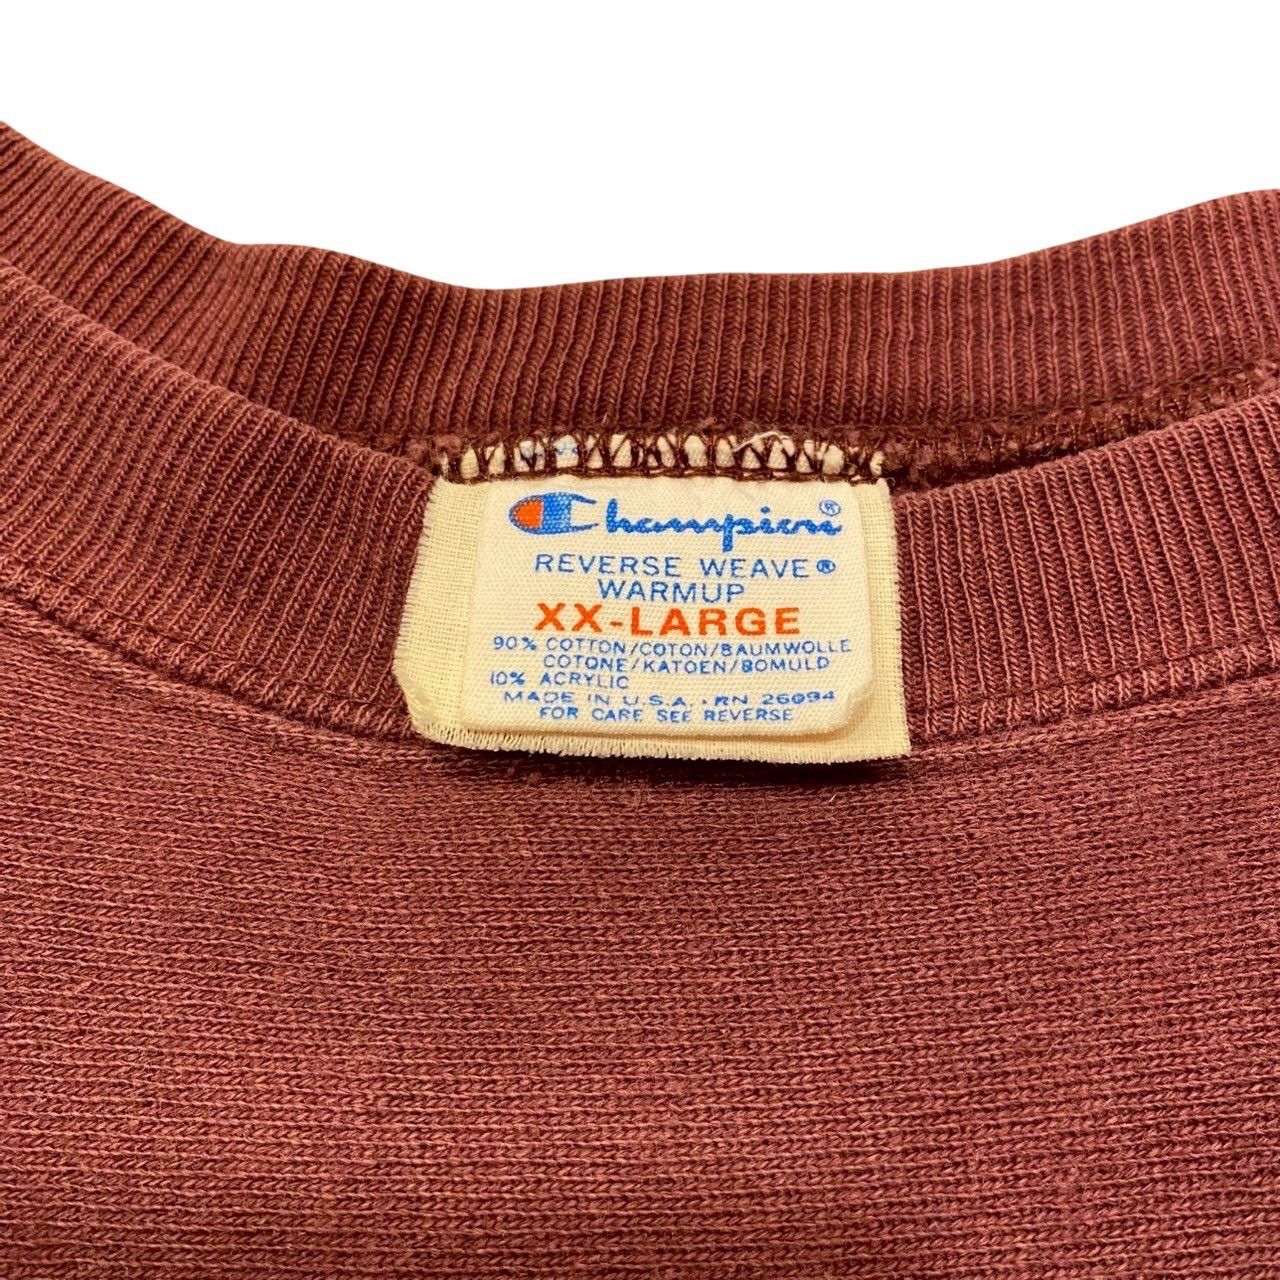 Champion®
REVERSE WEAVE®
WARMUP
XX-LARGE
90% COTTON/COTON/BAUMWOLLE
COTONE/KATOEN/BOMULD
10% ACRYLIC
MADE IN U.S.A. • RN 26094
FOR CARE SEE REVERSE